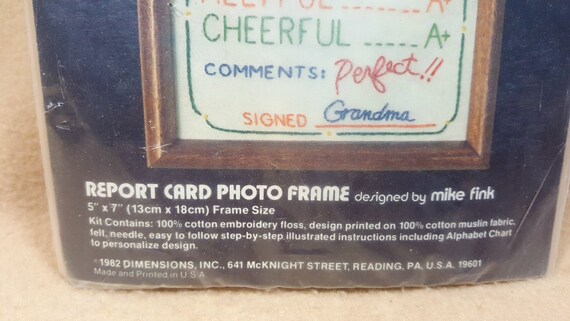 HELPFUL ..... A+
CHEERFUL ..... A+
COMMENTS: Perfect!!
SIGNED Grandma
REPORT CARD PHOTO FRAME designed by mike fink
5" x 7" (13cm x 18cm) Frame Size
Kit Contains: 100% cotton embroidery floss, design printed on 100% cotton muslin fabric,
felt, needle, easy to follow step-by-step illustrated instructions including Alphabet Chart
to personalize design.
©1982 DIMENSIONS, INC., 641 McKNIGHT STREET, READING, PA. U.S.A. 19601
Made and Printed in U.S.A.